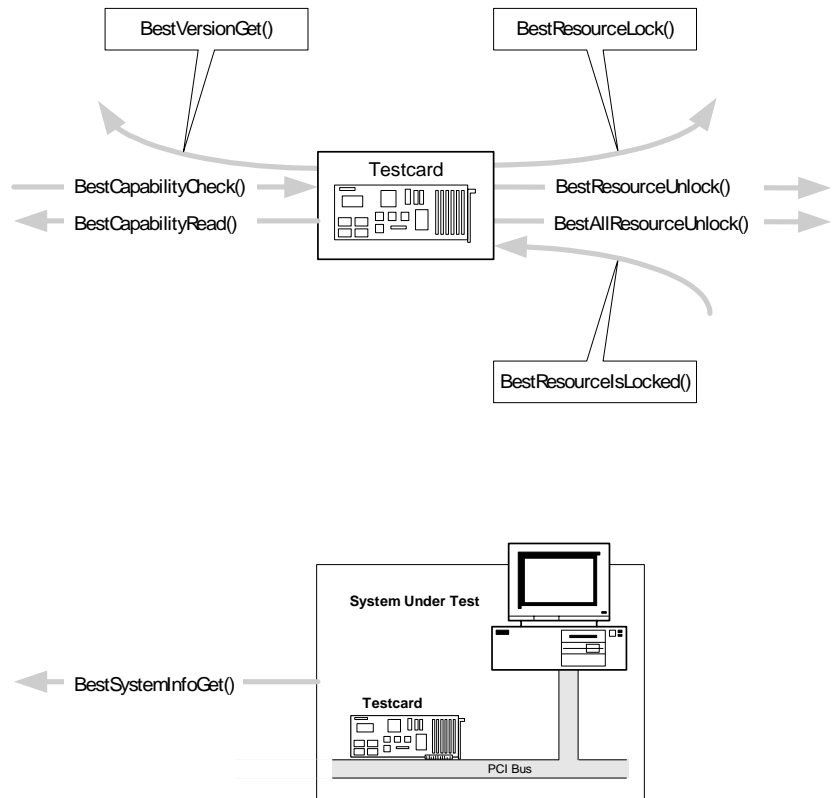 BestVersionGet()
BestResourceLock()
Testcard
BestCapabilityCheck()
BestResourceUnlock()
BestCapabilityRead()
BestAllResourceUnlock()
BestResourceIsLocked()
System Under Test
BestSystemInfoGet()
Testcard
PCI Bus